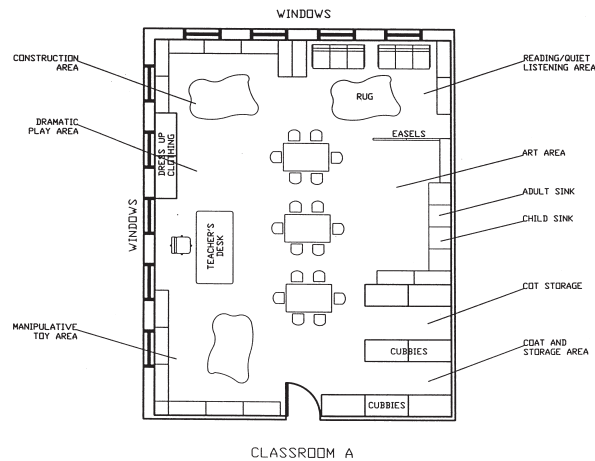 WINDOWS
CONSTRUCTION
AREA
READING/QUIET
LISTENING AREA
RUG
DRAMATIC
PLAY AREA
DRESS UP
CLOTHING
EASELS
ART AREA
ADULT SINK
CHILD SINK
WINDOWS
TEACHER'S
DESK
COT STORAGE
MANIPULATIVE
TOY AREA
CUBBIES
COAT AND
STORAGE AREA
CUBBIES
CLASSROOM A